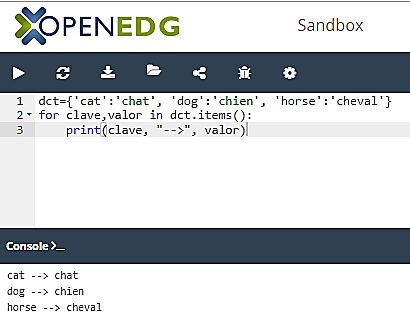 OPENEDG
Sandbox
1 dct={'cat':'chat', 'dog':'chien', 'horse':'cheval'}
2 for clave,valor in dct.items():
3 print(clave, "-->", valor)
Console >_
cat --> chat
dog --> chien
horse --> cheval